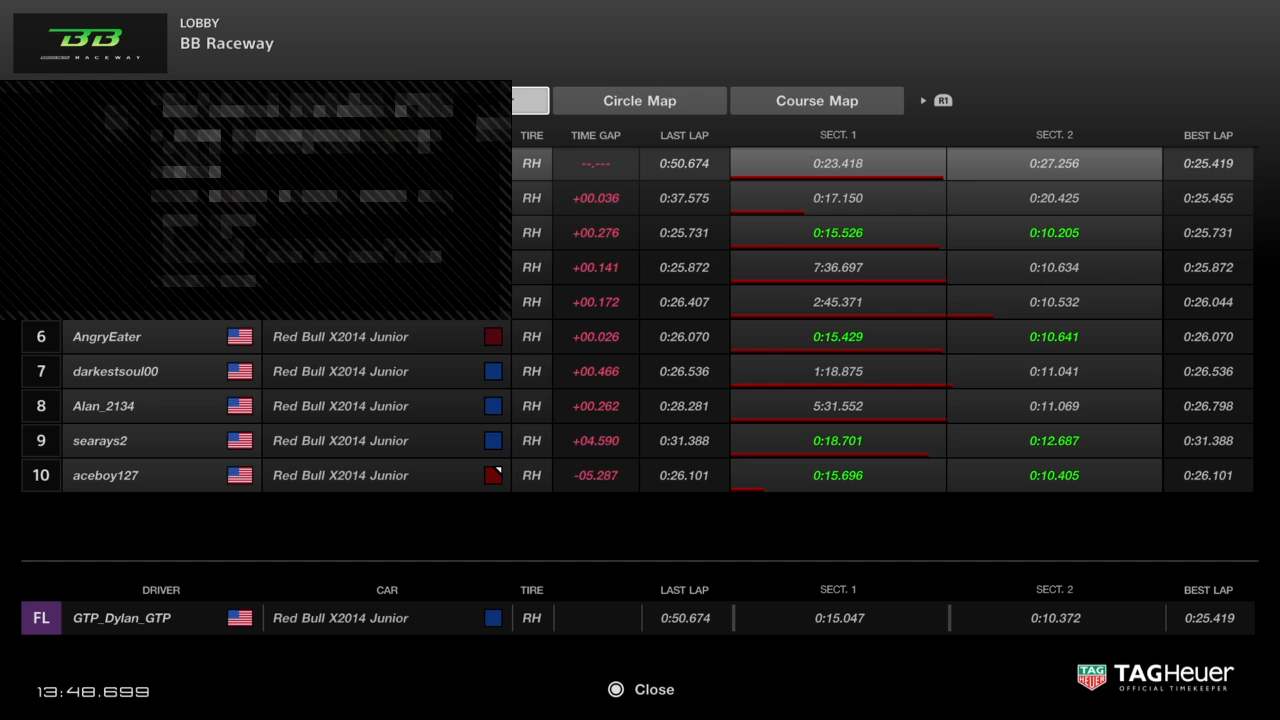 LOBBY
BB Raceway
BB
RACEWAY
Circle Map
Course Map
R1
TIRE TIME GAP LAST LAP SECT. 1 SECT. 2 BEST LAP
RH --.--- 0:50.674 0:23.418 0:27.256 0:25.419
RH +00.036 0:37.575 0:17.150 0:20.425 0:25.455
RH +00.276 0:25.731 0:15.526 0:10.205 0:25.731
RH +00.141 0:25.872 7:36.697 0:10.634 0:25.872
RH +00.172 0:26.407 2:45.371 0:10.532 0:26.044
6 AngryEater Red Bull X2014 Junior RH +00.026 0:26.070 0:15.429 0:10.641 0:26.070
7 darkestsoul00 Red Bull X2014 Junior RH +00.466 0:26.536 1:18.875 0:11.041 0:26.536
8 Alan_2134 Red Bull X2014 Junior RH +00.262 0:28.281 5:31.552 0:11.069 0:26.798
9 searays2 Red Bull X2014 Junior RH +04.590 0:31.388 0:18.701 0:12.687 0:31.388
10 aceboy127 Red Bull X2014 Junior RH -05.287 0:26.101 0:15.696 0:10.405 0:26.101
DRIVER CAR TIRE LAST LAP SECT. 1 SECT. 2 BEST LAP
FL GTP_Dylan_GTP Red Bull X2014 Junior RH 0:50.674 0:15.047 0:10.372 0:25.419
13:48.699
Close
TAG HEUER TAGHeuer
OFFICIAL TIMEKEEPER